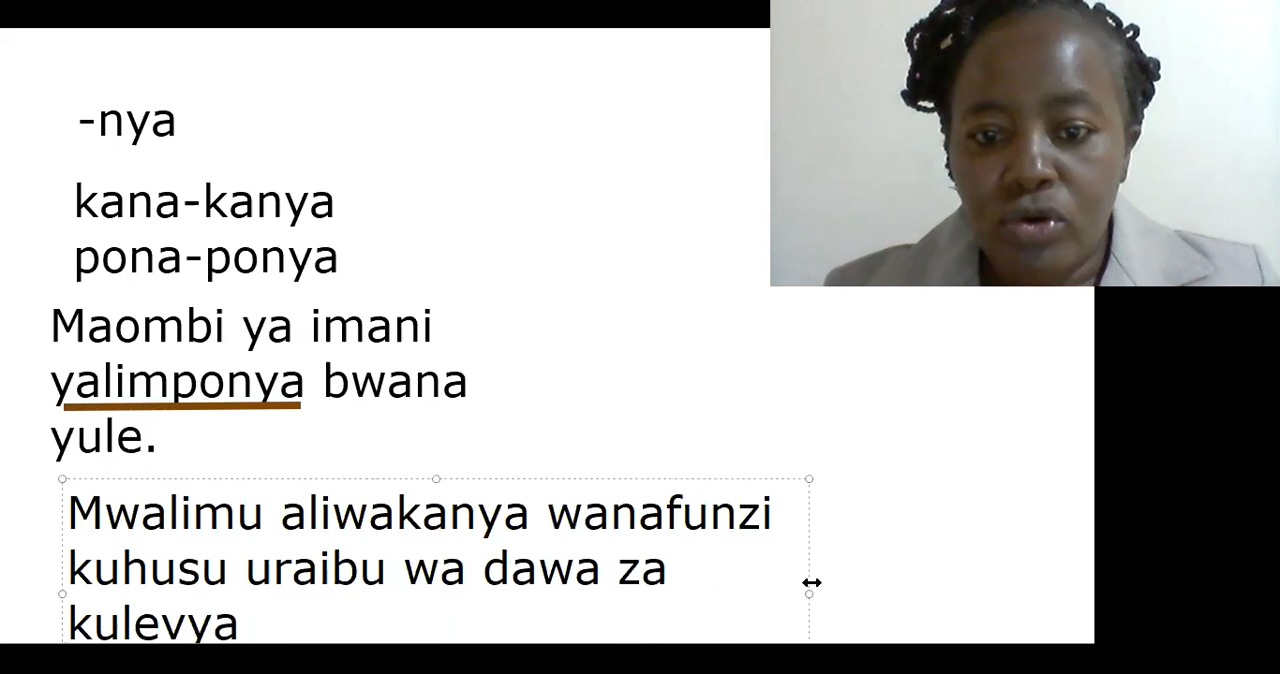 -nya
kana-kanya
pona-ponya
Maombi ya imani
yalimponya bwana
yule.
Mwalimu aliwakanya wanafunzi
kuhusu uraibu wa dawa za
kulevya